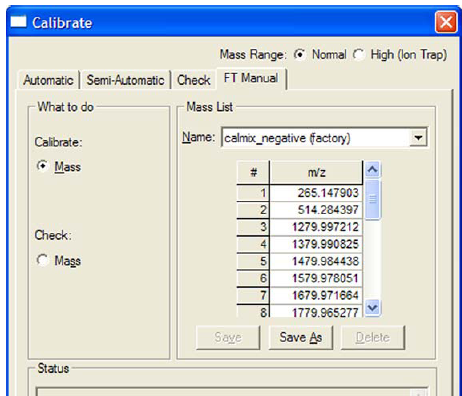 Calibrate
Mass Range: Normal High (Ion Trap)
Automatic Semi-Automatic Check FT Manual
What to do
Calibrate:
Mass
Check:
Mass
Mass List
Name: calmix_negative (factory)
# m/z
1 265.147903
2 514.284397
3 1279.997212
4 1379.990825
5 1479.984438
6 1579.978051
7 1679.971664
8 1779.965277
Save Save As Delete
Status